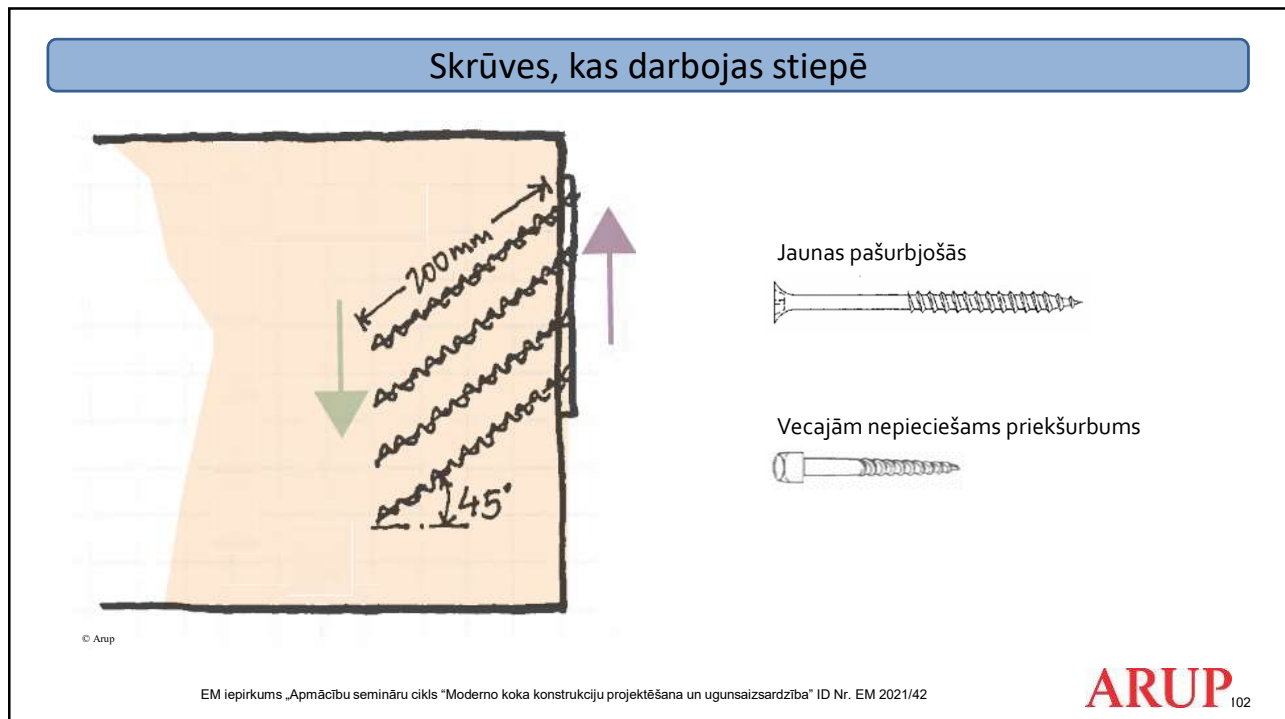 Skrūves, kas darbojas stiepē
200mm
45°
Jaunas pašurbjošās
Vecajām nepieciešams priekšurbums
© Arup
EM iepirkums „Apmācību semināru cikls “Moderno koka konstrukciju projektēšana un ugunsaizsardzība” ID Nr. EM 2021/42
ARUP
102